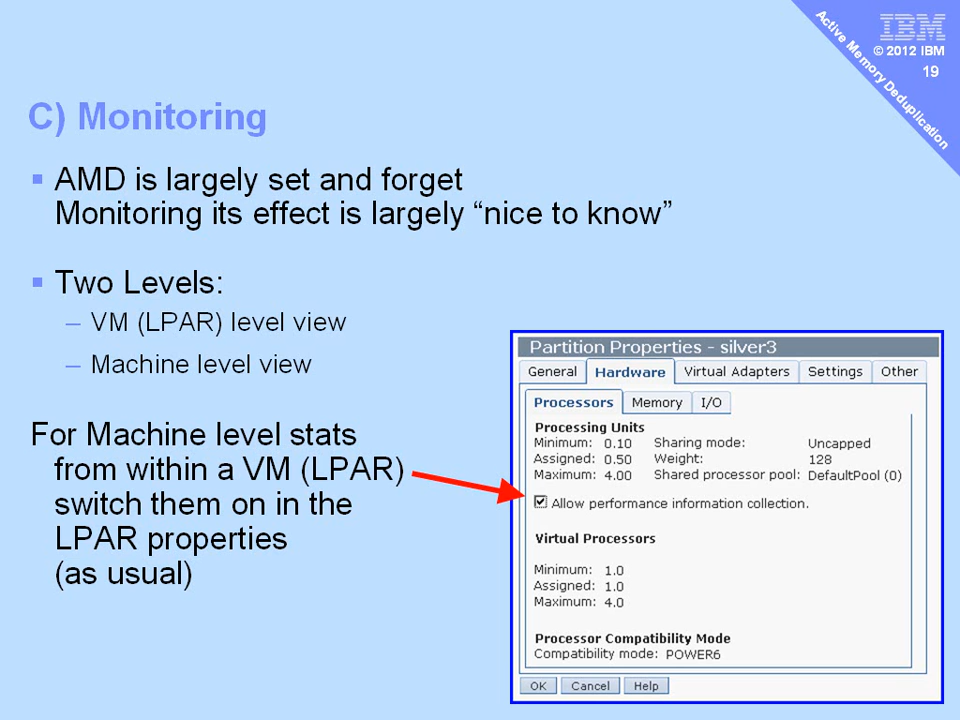 Active Memory Deduplication
IBM
© 2012 IBM
19
C) Monitoring
AMD is largely set and forget
Monitoring its effect is largely “nice to know”
Two Levels:
– VM (LPAR) level view
– Machine level view
For Machine level stats
from within a VM (LPAR)
switch them on in the
LPAR properties
(as usual)
Partition Properties - silver3
General Hardware Virtual Adapters Settings Other
Processors Memory I/O
Processing Units
Minimum: 0.10 Sharing mode: Uncapped
Assigned: 0.50 Weight: 128
Maximum: 4.00 Shared processor pool: DefaultPool (0)
Allow performance information collection.
Virtual Processors
Minimum: 1.0
Assigned: 1.0
Maximum: 4.0
Processor Compatibility Mode
Compatibility mode: POWER6
OK Cancel Help